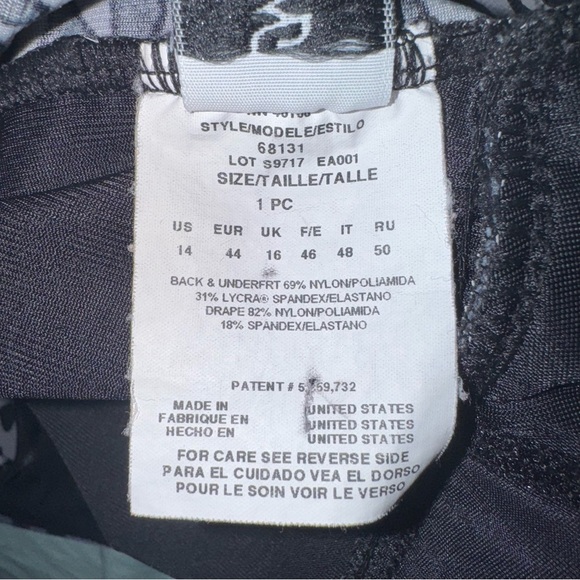 STYLE/MODELE/ESTILO
68131
LOT S9717 EA001
SIZE/TAILLE/TALLE
1 PC
US EUR UK F/E IT RU
14 44 16 46 48 50
BACK & UNDERFRT 69% NYLON/POLIAMIDA
31% LYCRA® SPANDEX/ELASTANO
DRAPE 82% NYLON/POLIAMIDA
18% SPANDEX/ELASTANO
PATENT #
MADE IN UNITED STATES
FABRIQUE EN UNITED STATES
HECHO EN UNITED STATES
FOR CARE SEE REVERSE SIDE
PARA EL CUIDADO VEA EL DORSO
POUR LE SOIN VOIR LE VERSO